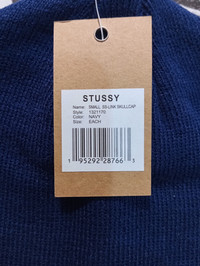 STUSSY
Name: SMALL SS-LINK SKULLCAP
Style: 1321170
Color: NAVY
Size: EACH
1 95292 28766 3